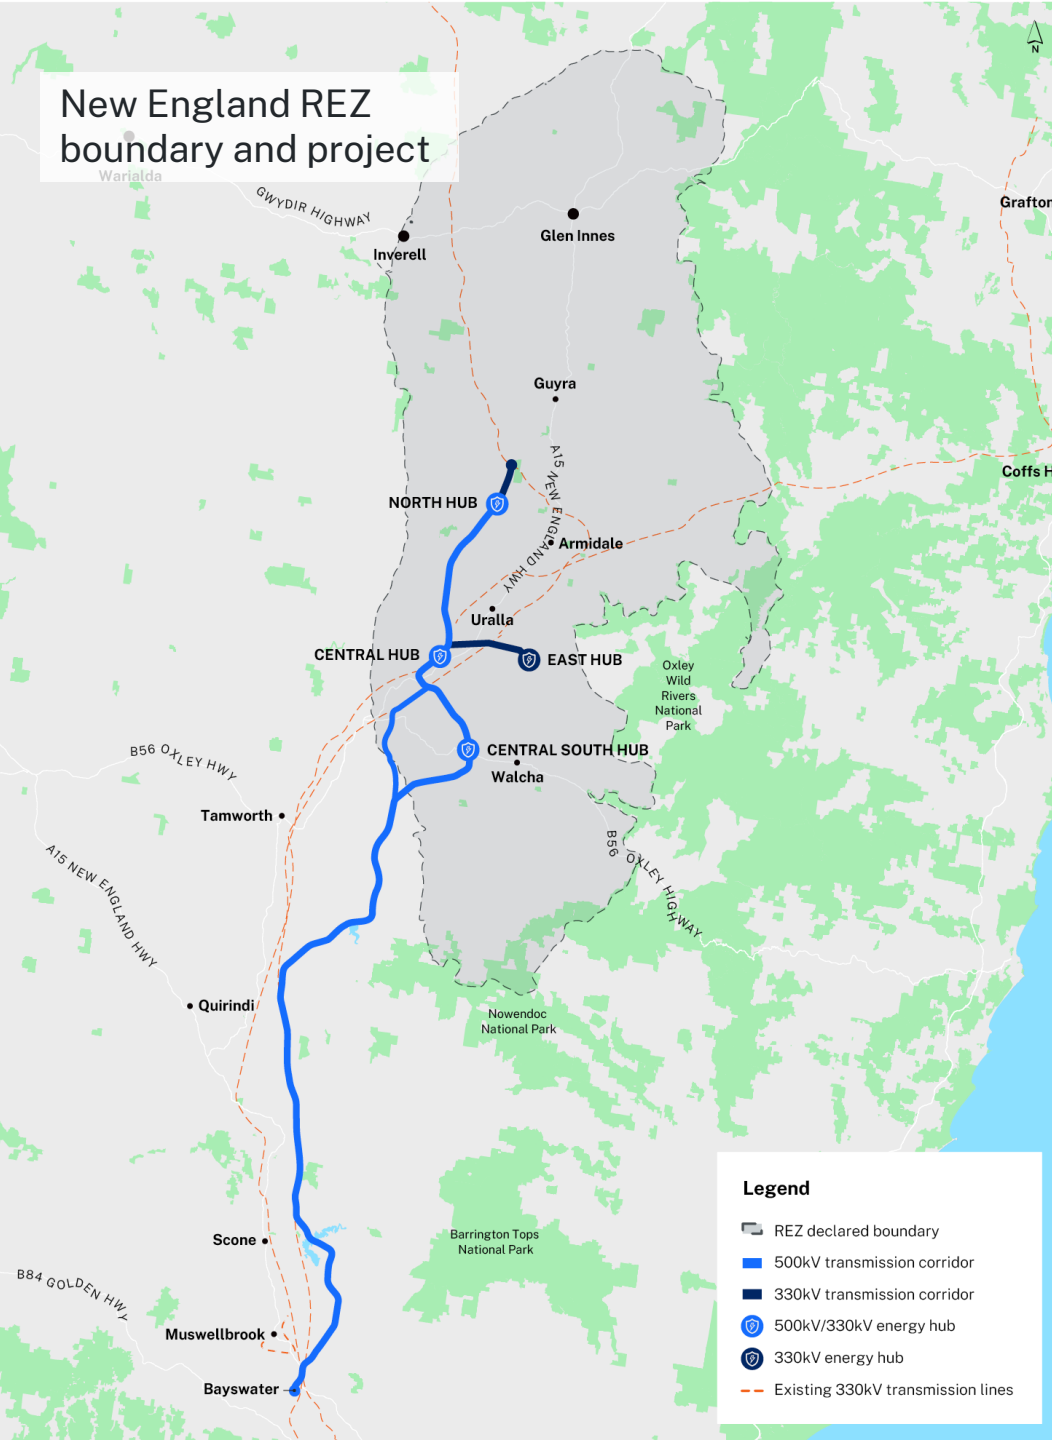 N
New England REZ
boundary and project
Warialda
GWYDIR HIGHWAY
Grafton
Inverell
Glen Innes
Guyra
A15 NEW ENGLAND HWY
Coffs H
NORTH HUB
Armidale
Uralla
CENTRAL HUB
EAST HUB
Oxley
Wild
Rivers
National
Park
B56 OXLEY HWY
CENTRAL SOUTH HUB
Walcha
Tamworth
B56 OXLEY HIGHWAY
A15 NEW ENGLAND HWY
Quirindi
Nowendoc
National Park
Scone
Barrington Tops
National Park
B84 GOLDEN HWY
Muswellbrook
Bayswater
Legend
REZ declared boundary
500kV transmission corridor
330kV transmission corridor
500kV/330kV energy hub
330kV energy hub
Existing 330kV transmission lines